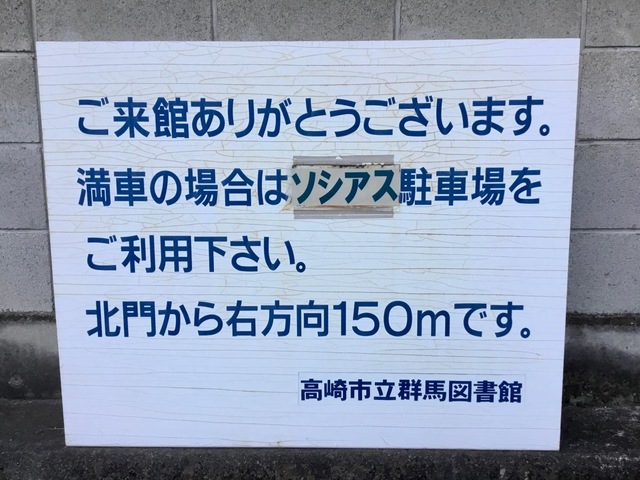 ご来館ありがとうございます。
満車の場合はソシアス駐車場を
ご利用下さい。
北門から右方向150mです。
高崎市立群馬図書館